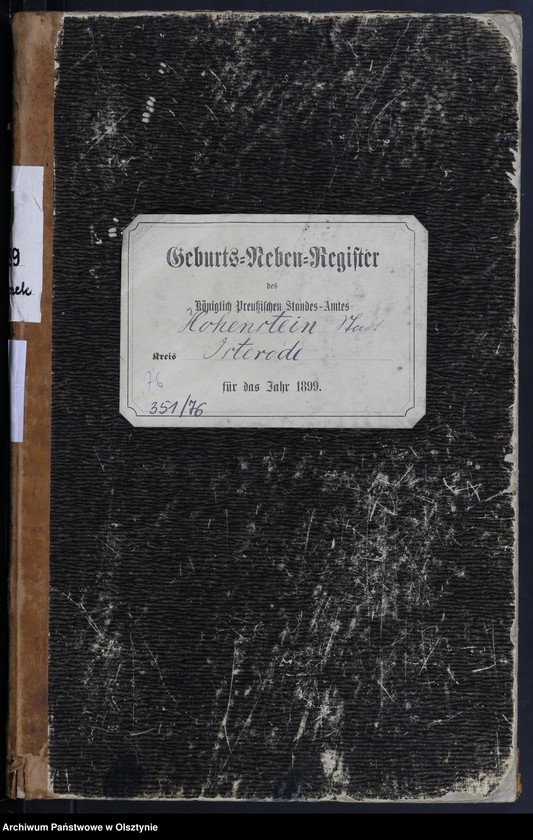 Geburts-Neben-Register
des
Königlich Preußischen Standes-Amtes
Hohenstein Stadt
Kreis Osterode
für das Jahr 1899.
76
351/76
9
Archiwum Państwowe w Olsztynie